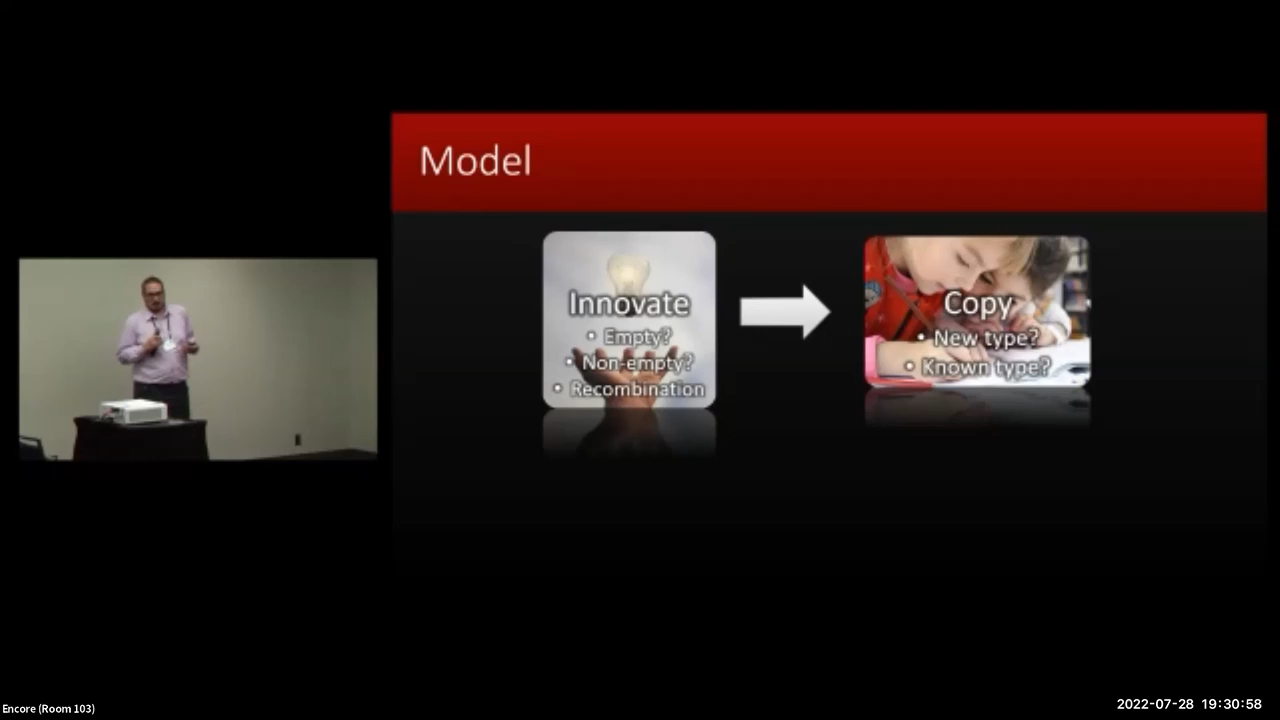 Model
Innovate
• Empty?
• Non-empty?
• Recombination
Copy
• New type?
• Known type?
Encore (Room 103)
2022-07-28 19:30:58